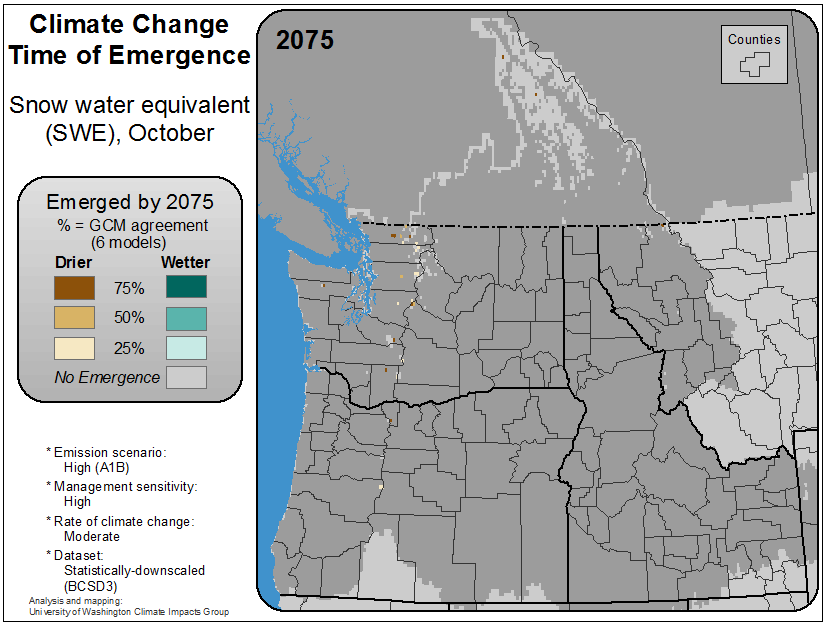 Climate Change
Time of Emergence
Snow water equivalent
(SWE), October
Emerged by 2075
% = GCM agreement
(6 models)
Drier Wetter
75%
50%
25%
No Emergence
* Emission scenario:
High (A1B)
* Management sensitivity:
High
* Rate of climate change:
Moderate
* Dataset:
Statistically-downscaled
(BCSD3)
Analysis and mapping:
University of Washington Climate Impacts Group
2075
Counties